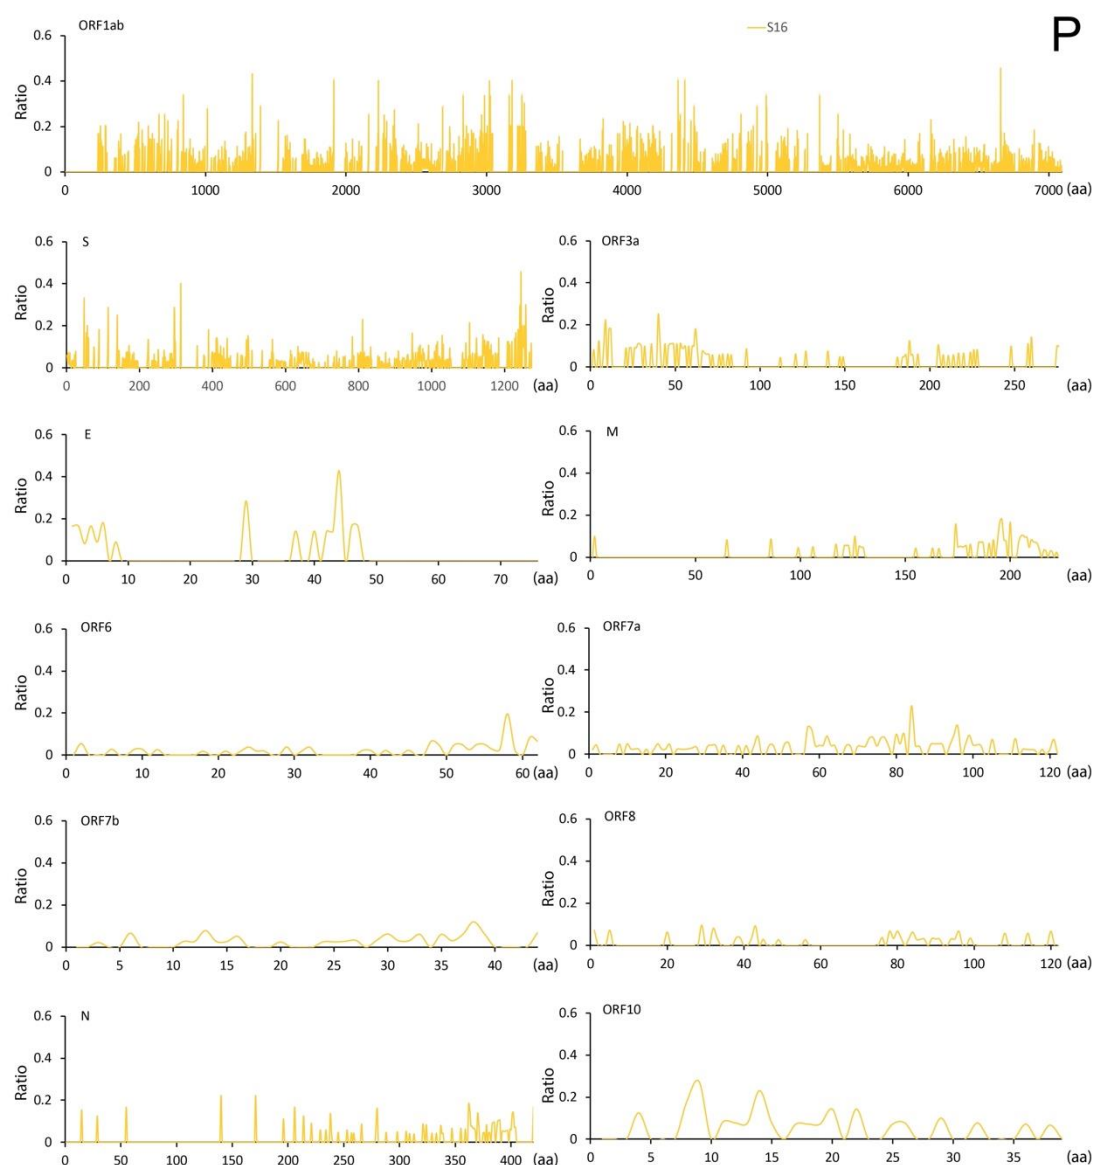 ORF1ab
S16
P
0.6
0.4
0.2
0
Ratio
0 1000 2000 3000 4000 5000 6000 7000 (aa)
S
0.6
0.4
0.2
0
Ratio
0 200 400 600 800 1000 1200 (aa)
ORF3a
0.6
0.4
0.2
0
Ratio
0 50 100 150 200 250 (aa)
E
0.6
0.4
0.2
0
Ratio
0 10 20 30 40 50 60 70 (aa)
M
0.6
0.4
0.2
0
Ratio
0 50 100 150 200 (aa)
ORF6
0.6
0.4
0.2
0
Ratio
0 10 20 30 40 50 60 (aa)
ORF7a
0.6
0.4
0.2
0
Ratio
0 20 40 60 80 100 120 (aa)
ORF7b
0.6
0.4
0.2
0
Ratio
0 5 10 15 20 25 30 35 40 (aa)
ORF8
0.6
0.4
0.2
0
Ratio
0 20 40 60 80 100 120 (aa)
N
0.6
0.4
0.2
0
Ratio
0 50 100 150 200 250 300 350 400 (aa)
ORF10
0.6
0.4
0.2
0
Ratio
0 5 10 15 20 25 30 35 (aa)